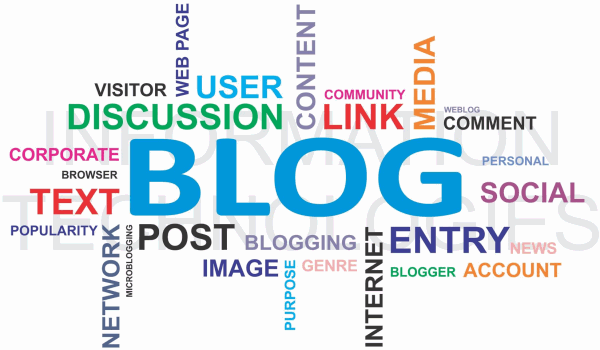 WEB PAGE
CONTENT
MEDIA
VISITOR
USER
COMMUNITY
DISCUSSION
LINK
WEBLOG
COMMENT
INFORMATION
CORPORATE
BLOG
PERSONAL
BROWSER
TEXT
SOCIAL
TECHNOLOGIES
POPULARITY
NETWORK
MICROBLOGGING
POST
BLOGGING
INTERNET
ENTRY
NEWS
IMAGE
PURPOSE
GENRE
BLOGGER
ACCOUNT